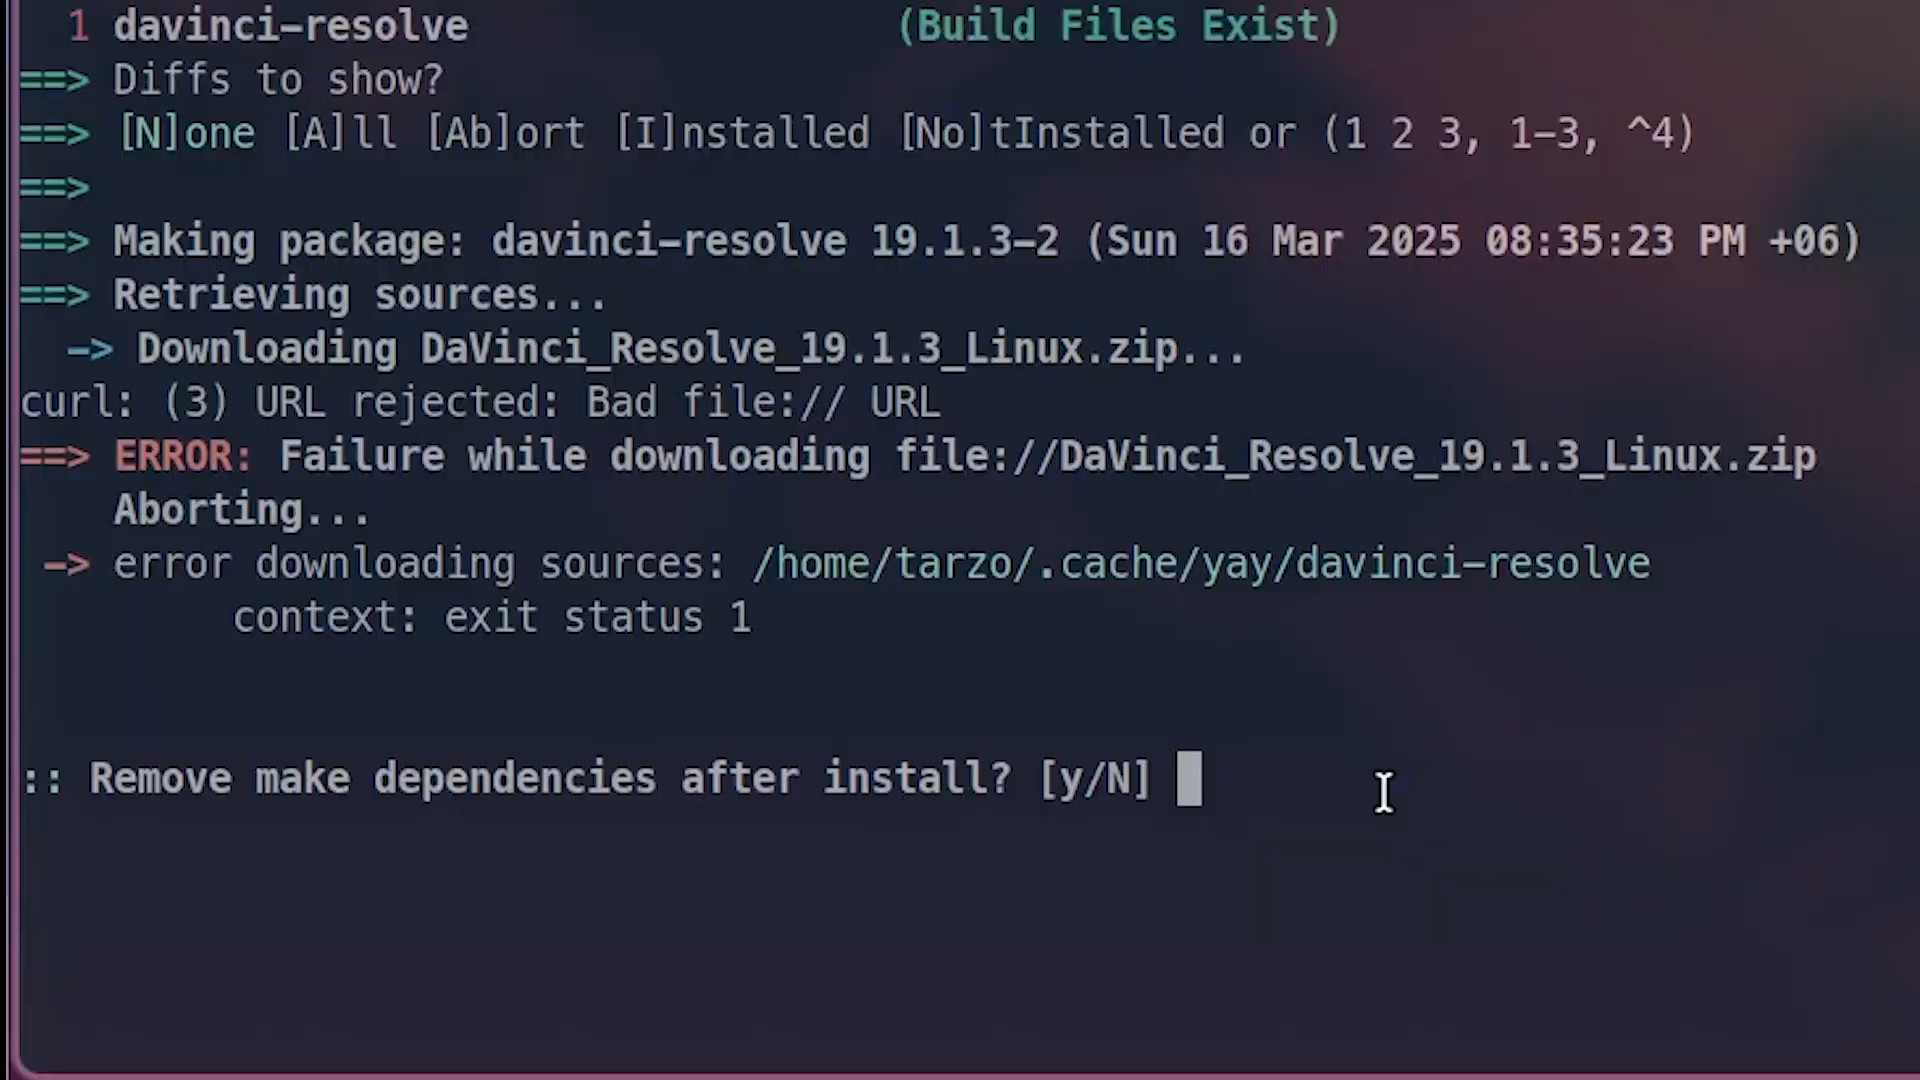 1 davinci-resolve (Build Files Exist)
==> Diffs to show?
==> [N]one [A]ll [Ab]ort [I]nstalled [No]tInstalled or (1 2 3, 1-3, ^4)
==>
==> Making package: davinci-resolve 19.1.3-2 (Sun 16 Mar 2025 08:35:23 PM +06)
==> Retrieving sources...
-> Downloading DaVinci_Resolve_19.1.3_Linux.zip...
curl: (3) URL rejected: Bad file:// URL
==> ERROR: Failure while downloading file://DaVinci_Resolve_19.1.3_Linux.zip
Aborting...
-> error downloading sources: /home/tarzo/.cache/yay/davinci-resolve
context: exit status 1
:: Remove make dependencies after install? [y/N]